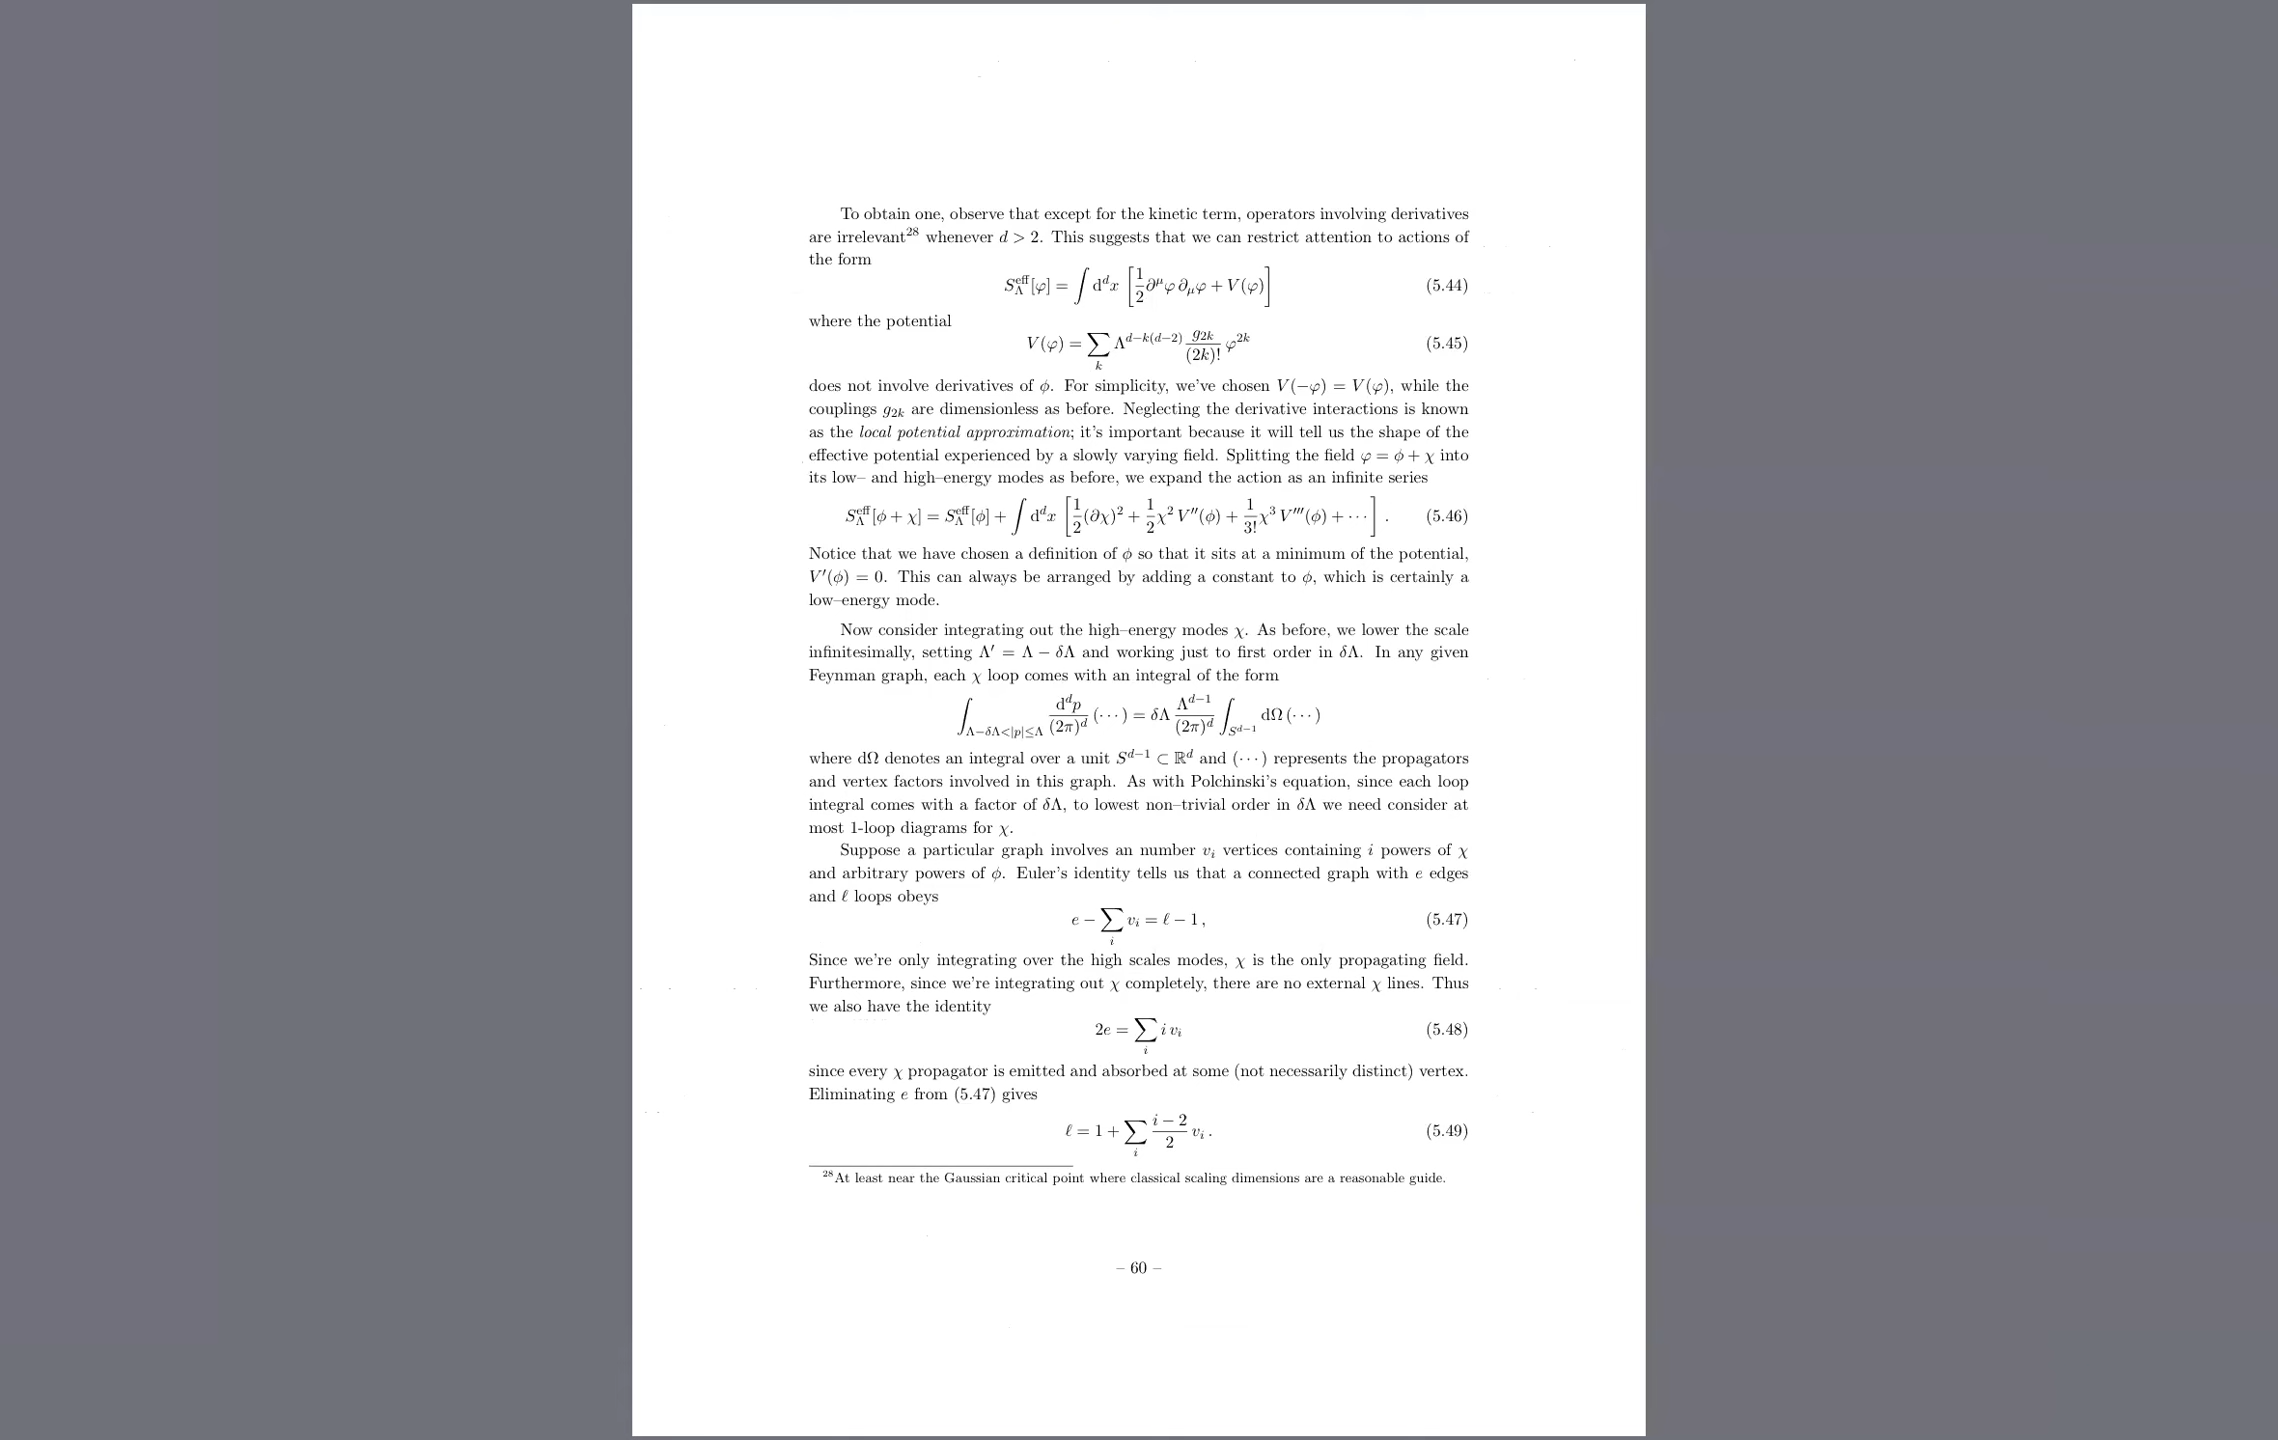 To obtain one, observe that except for the kinetic term, operators involving derivatives
are irrelevant²⁸ whenever d > 2. This suggests that we can restrict attention to actions of
the form
S_Λ^eff[φ] = ∫ d^d x [ 1/2 ∂^μφ ∂_μφ + V(φ) ] (5.44)
where the potential
V(φ) = ∑_k Λ^{d−k(d−2)} g_{2k}/(2k)! φ^{2k} (5.45)
does not involve derivatives of ϕ. For simplicity, we've chosen V(−φ) = V(φ), while the
couplings g_{2k} are dimensionless as before. Neglecting the derivative interactions is known
as the local potential approximation; it's important because it will tell us the shape of the
effective potential experienced by a slowly varying field. Splitting the field φ = ϕ + χ into
its low– and high–energy modes as before, we expand the action as an infinite series
S_Λ^eff[ϕ + χ] = S_Λ^eff[ϕ] + ∫ d^d x [ 1/2 (∂χ)² + 1/2 χ² V″(ϕ) + 1/3! χ³ V‴(ϕ) + ··· ] . (5.46)
Notice that we have chosen a definition of ϕ so that it sits at a minimum of the potential,
V′(ϕ) = 0. This can always be arranged by adding a constant to ϕ, which is certainly a
low–energy mode.
Now consider integrating out the high–energy modes χ. As before, we lower the scale
infinitesimally, setting Λ′ = Λ − δΛ and working just to first order in δΛ. In any given
Feynman graph, each χ loop comes with an integral of the form
∫_{Λ−δΛ<|p|≤Λ} d^d p/(2π)^d (···) = δΛ Λ^{d−1}/(2π)^d ∫_{S^{d−1}} dΩ (···)
where dΩ denotes an integral over a unit S^{d−1} ⊂ ℝ^d and (···) represents the propagators
and vertex factors involved in this graph. As with Polchinski's equation, since each loop
integral comes with a factor of δΛ, to lowest non–trivial order in δΛ we need consider at
most 1-loop diagrams for χ.
Suppose a particular graph involves an number v_i vertices containing i powers of χ
and arbitrary powers of ϕ. Euler's identity tells us that a connected graph with e edges
and ℓ loops obeys
e − ∑_i v_i = ℓ − 1 , (5.47)
Since we're only integrating over the high scales modes, χ is the only propagating field.
Furthermore, since we're integrating out χ completely, there are no external χ lines. Thus
we also have the identity
2e = ∑_i i v_i (5.48)
since every χ propagator is emitted and absorbed at some (not necessarily distinct) vertex.
Eliminating e from (5.47) gives
ℓ = 1 + ∑_i (i − 2)/2 v_i . (5.49)
²⁸At least near the Gaussian critical point where classical scaling dimensions are a reasonable guide.
– 60 –